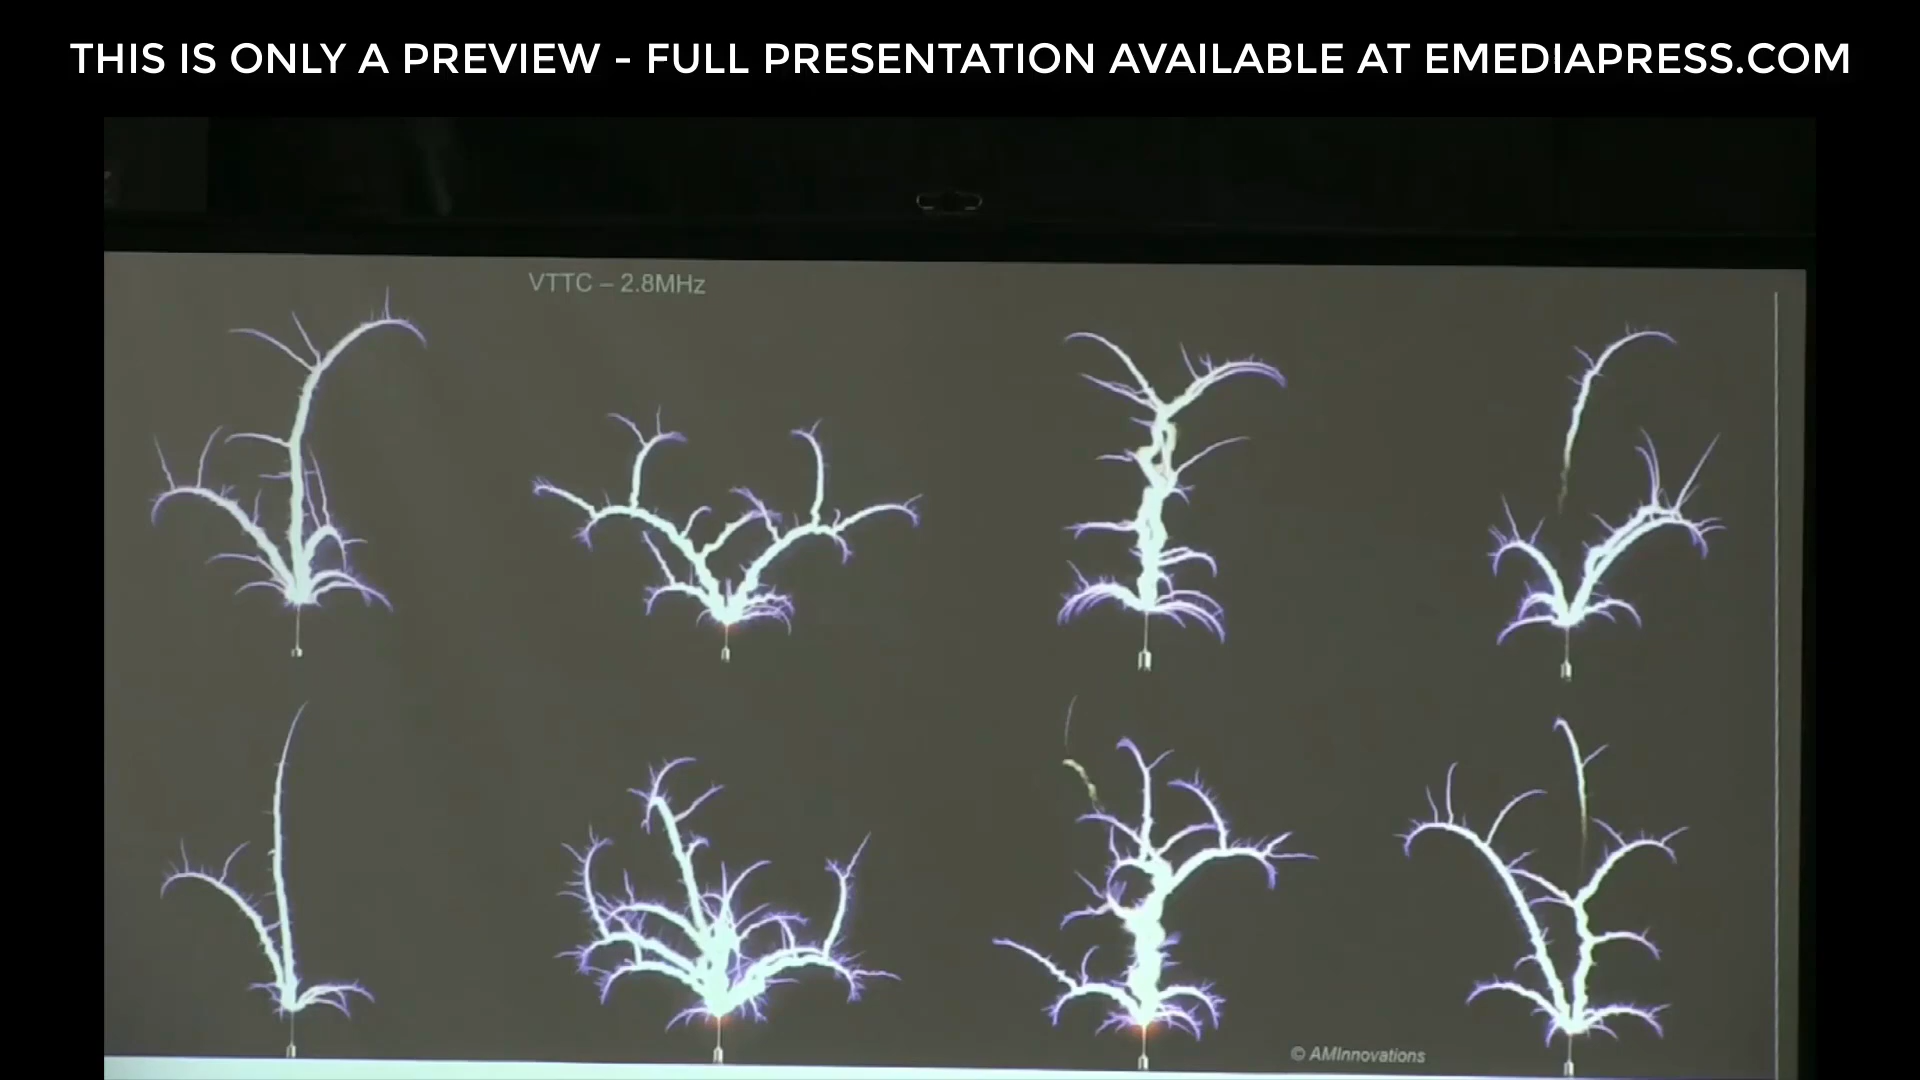 THIS IS ONLY A PREVIEW - FULL PRESENTATION AVAILABLE AT EMEDIAPRESS.COM
VTTC – 2.8MHz
© AMInnovations